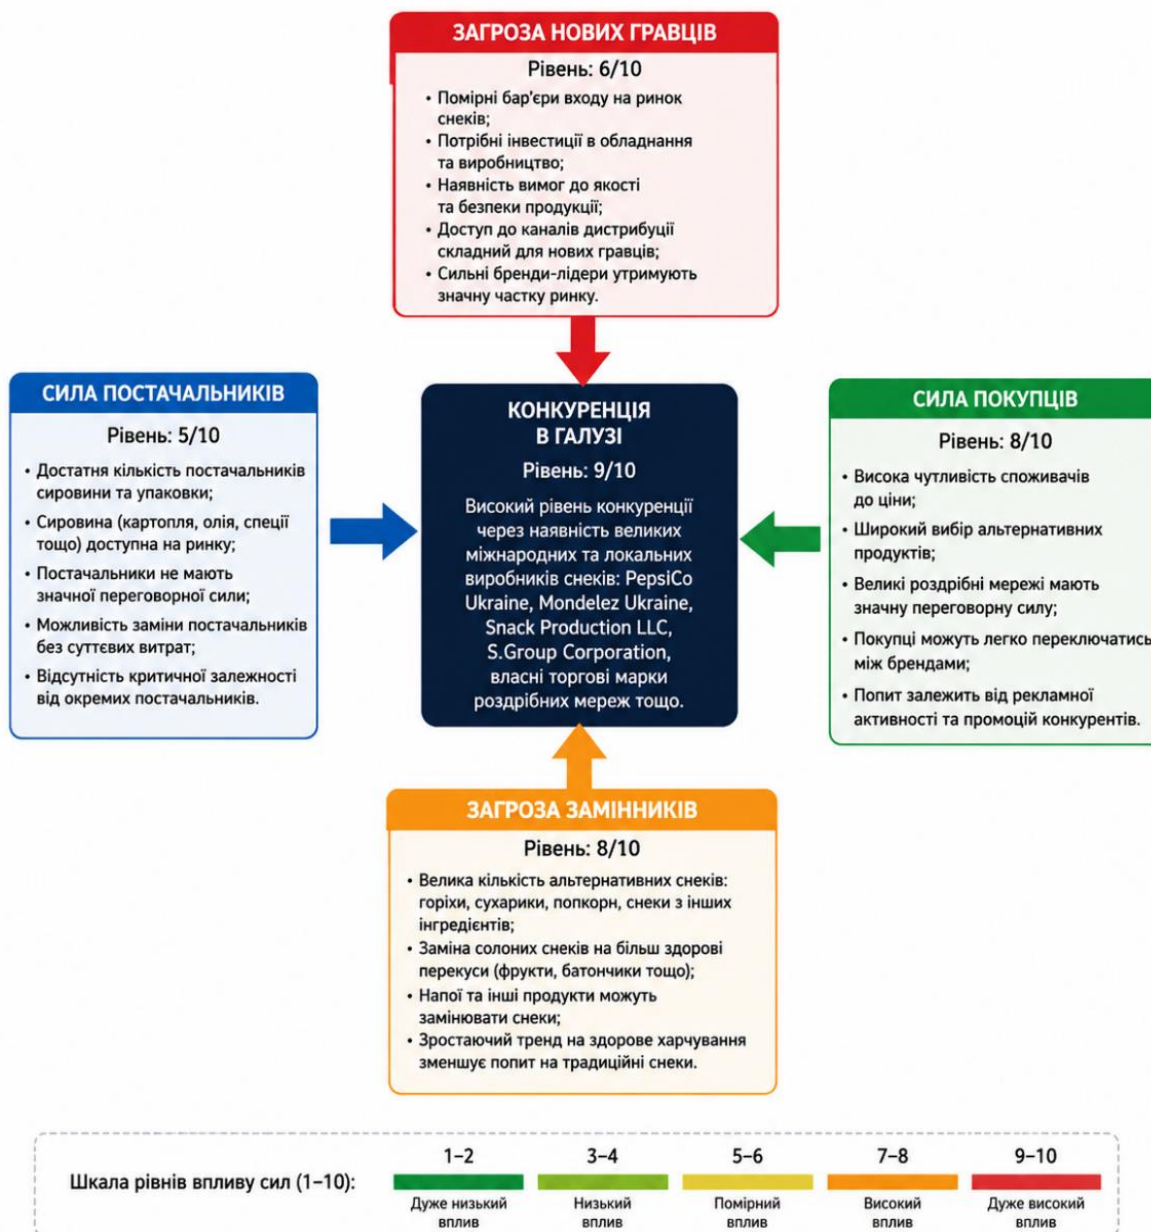 ЗАГРОЗА НОВИХ ГРАВЦІВ
Рівень: 6/10
• Помірні бар'єри входу на ринок
снеків;
• Потрібні інвестиції в обладнання
та виробництво;
• Наявність вимог до якості
та безпеки продукції;
• Доступ до каналів дистрибуції
складний для нових гравців;
• Сильні бренди-лідери утримують
значну частку ринку.
СИЛА ПОСТАЧАЛЬНИКІВ
Рівень: 5/10
• Достатня кількість постачальників
сировини та упаковки;
• Сировина (картопля, олія, спеції
тощо) доступна на ринку;
• Постачальники не мають
значної переговорної сили;
• Можливість заміни постачальників
без суттєвих витрат;
• Відсутність критичної залежності
від окремих постачальників.
КОНКУРЕНЦІЯ
В ГАЛУЗІ
Рівень: 9/10
Високий рівень конкуренції
через наявність великих
міжнародних та локальних
виробників снеків: PepsiCo
Ukraine, Mondelez Ukraine,
Snack Production LLC,
S.Group Corporation,
власні торгові марки
роздрібних мереж тощо.
СИЛА ПОКУПЦІВ
Рівень: 8/10
• Висока чутливість споживачів
до ціни;
• Широкий вибір альтернативних
продуктів;
• Великі роздрібні мережі мають
значну переговорну силу;
• Покупці можуть легко переключатись
між брендами;
• Попит залежить від рекламної
активності та промоцій конкурентів.
ЗАГРОЗА ЗАМІННИКІВ
Рівень: 8/10
• Велика кількість альтернативних снеків:
горіхи, сухарики, попкорн, снеки з інших
інгредієнтів;
• Заміна солоних снеків на більш здорові
перекуси (фрукти, батончики тощо);
• Напої та інші продукти можуть
замінювати снеки;
• Зростаючий тренд на здорове харчування
зменшує попит на традиційні снеки.
Шкала рівнів впливу сил (1–10):
1–2
3–4
5–6
7–8
9–10
Дуже низький
вплив
Низький
вплив
Помірний
вплив
Високий
вплив
Дуже високий
вплив